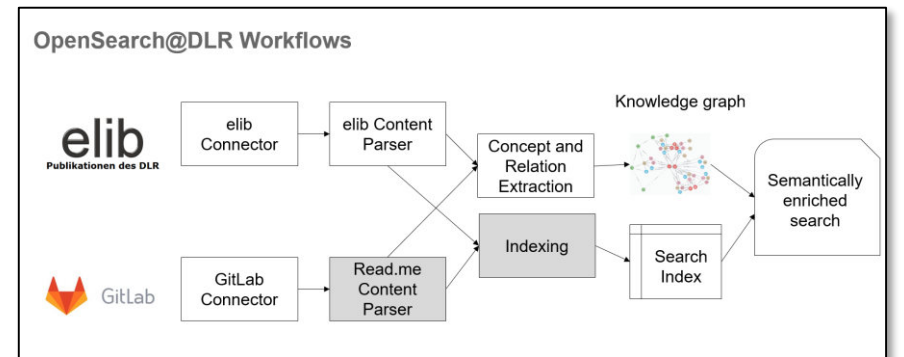 OpenSearch@DLR Workflows
elib
Publikationen des DLR
elib
Connector
elib Content
Parser
Concept and
Relation
Extraction
Knowledge graph
Semantically
enriched
search
GitLab
GitLab
Connector
Read.me
Content
Parser
Indexing
Search
Index